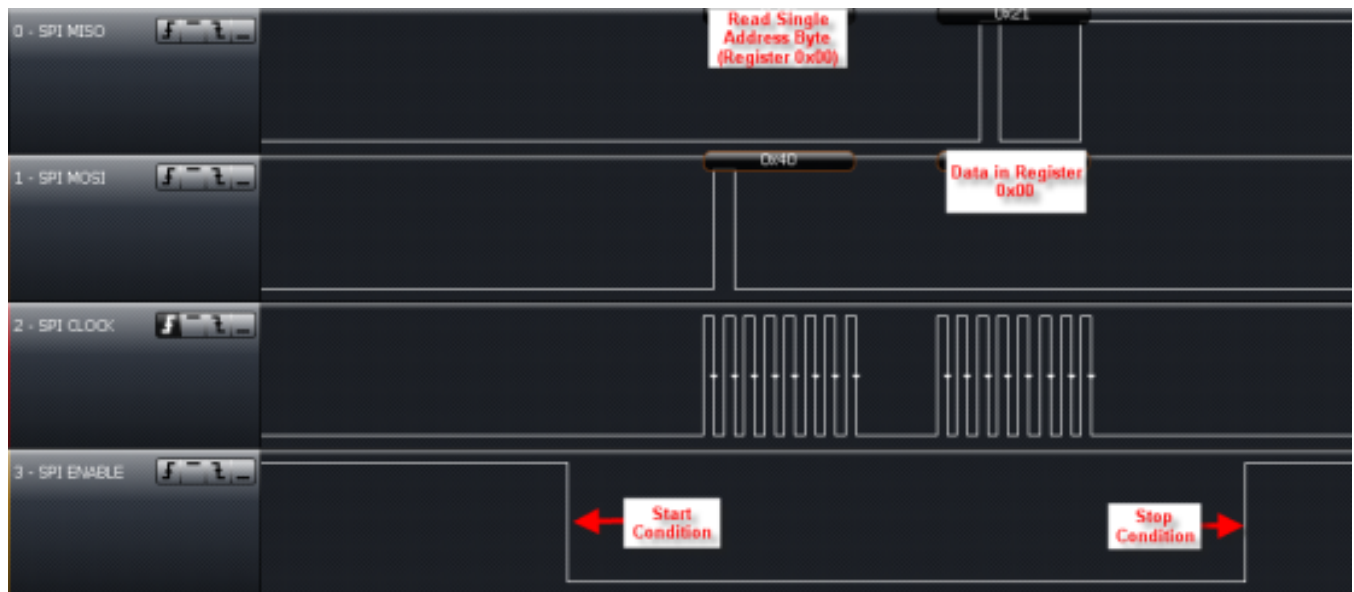 0 - SPI MISO
Read Single
Address Byte
(Register 0x00)
0x21
1 - SPI MOSI
0x40
Data in Register
0x00
2 - SPI CLOCK
3 - SPI ENABLE
Start
Condition
Stop
Condition